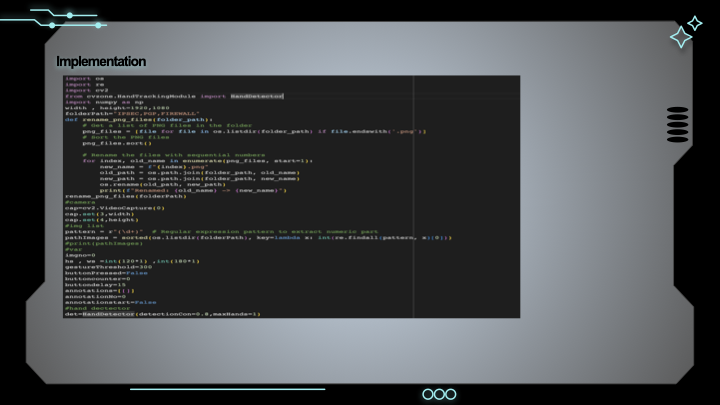 Implementation
import os
import re
import cv2
from cvzone.HandTrackingModule import HandDetector
import numpy as np
width , height=1920,1080
folderPath="IPSEC,PGP,FIREWALL"
def rename_png_files(folder_path):
# Get a list of PNG files in the folder
png_files = [file for file in os.listdir(folder_path) if file.endswith('.png')]
# Sort the PNG files
png_files.sort()
# Rename the files with sequential numbers
for index, old_name in enumerate(png_files, start=1):
new_name = f"{index}.png"
old_path = os.path.join(folder_path, old_name)
new_path = os.path.join(folder_path, new_name)
os.rename(old_path, new_path)
print(f"Renamed: {old_name} -> {new_name}")
rename_png_files(folderPath)
#camera
cap=cv2.VideoCapture(0)
cap.set(3,width)
cap.set(4,height)
#img list
pattern = r"(\d+)" # Regular expression pattern to extract numeric part
pathImages = sorted(os.listdir(folderPath), key=lambda x: int(re.findall(pattern, x)[0]))
#print(pathImages)
#var
imgno=0
hs , ws =int(120*1) ,int(180*1)
gestureThreshold=300
buttonPressed=False
buttoncounter=0
buttondelay=15
annotations=[[]]
annotationNo=0
annotationstart=False
#hand dectector
det=HandDetector(detectionCon=0.8,maxHands=1)